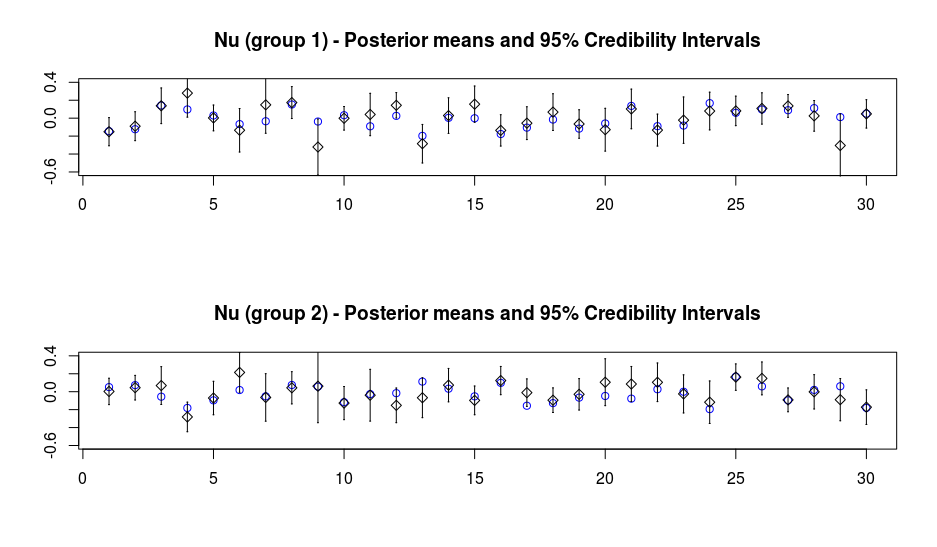 Nu (group 1) - Posterior means and 95% Credibility Intervals
0.4
0.0
-0.6
0 5 10 15 20 25 30
Nu (group 2) - Posterior means and 95% Credibility Intervals
0.4
0.0
-0.6
0 5 10 15 20 25 30